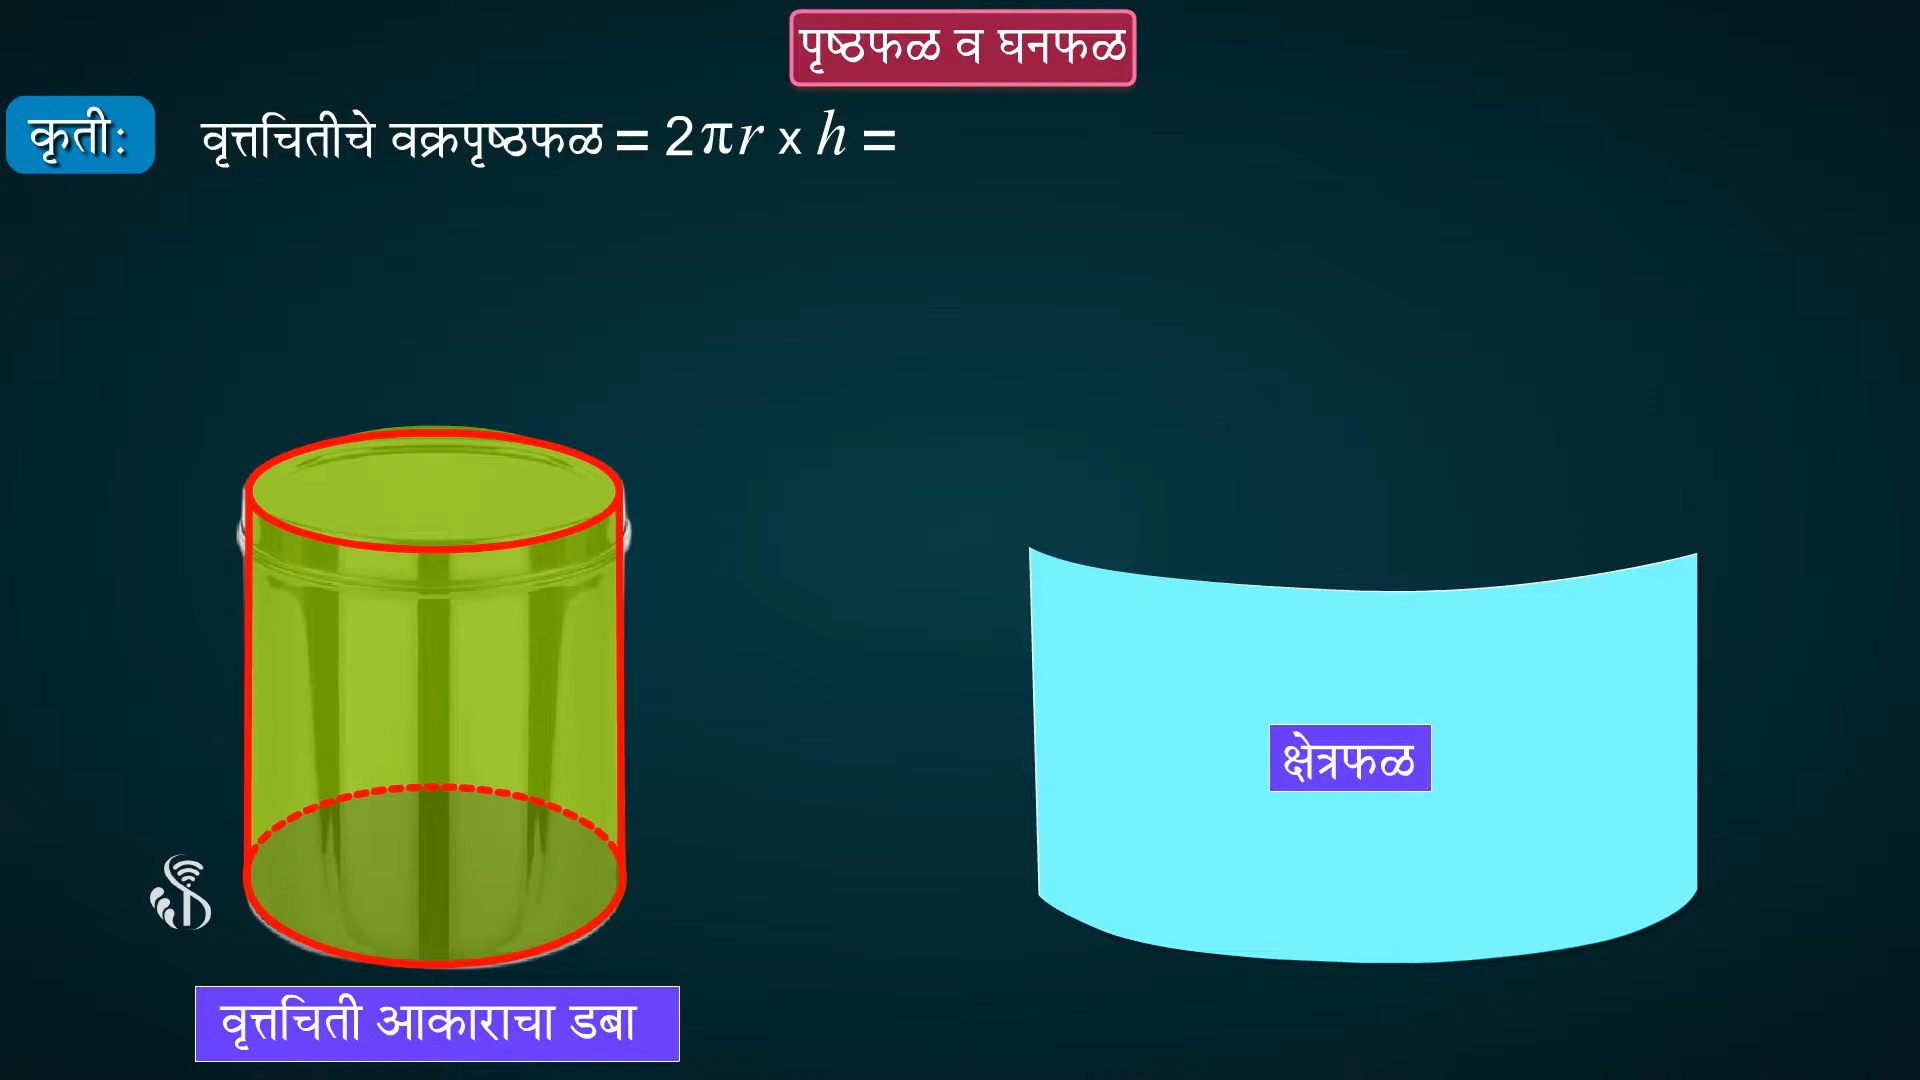 पृष्ठफळ व घनफळ
कृती:
वृत्तचितीचे वक्रपृष्ठफळ = 2πr x h =
क्षेत्रफळ
वृत्तचिती आकाराचा डबा